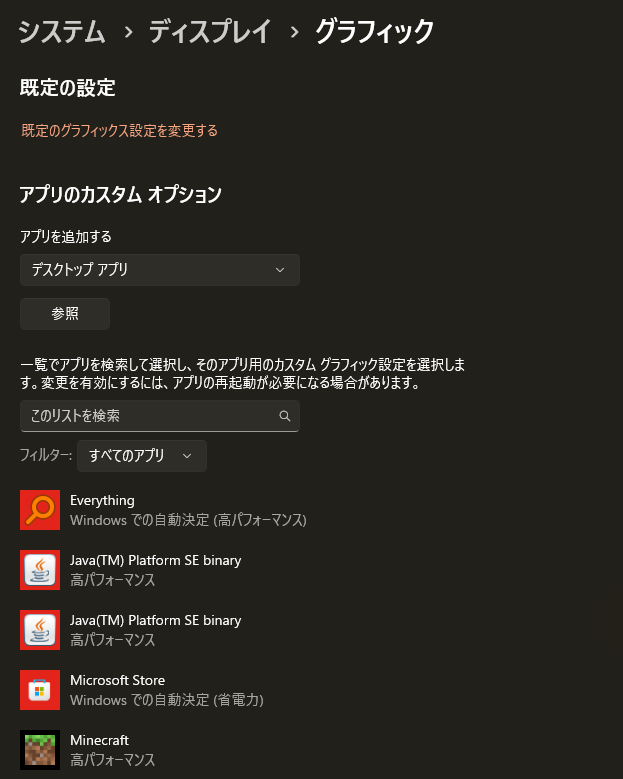 システム › ディスプレイ › グラフィック
既定の設定
既定のグラフィックス設定を変更する
アプリのカスタム オプション
アプリを追加する
デスクトップ アプリ
参照
一覧でアプリを検索して選択し、そのアプリ用のカスタム グラフィック設定を選択しま
す。変更を有効にするには、アプリの再起動が必要になる場合があります。
このリストを検索
フィルター: すべてのアプリ
Everything
Windows での自動決定 (高パフォーマンス)
Java(TM) Platform SE binary
高パフォーマンス
Java(TM) Platform SE binary
高パフォーマンス
Microsoft Store
Windows での自動決定 (省電力)
Minecraft
高パフォーマンス